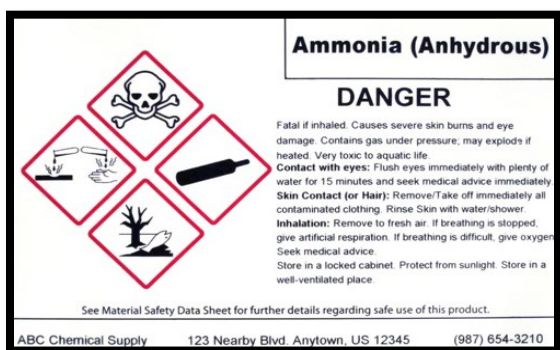 Ammonia (Anhydrous)
DANGER
Fatal if inhaled. Causes severe skin burns and eye
damage. Contains gas under pressure; may explode if
heated. Very toxic to aquatic life
Contact with eyes: Flush eyes immediately with plenty of
water for 15 minutes and seek medical advice immediately.
Skin Contact (or Hair): Remove/Take off immediately all
contaminated clothing. Rinse Skin with water/shower.
Inhalation: Remove to fresh air. If breathing is stopped,
give artificial respiration. If breathing is difficult, give oxygen
Seek medical advice.
Store in a locked cabinet. Protect from sunlight. Store in a
well-ventilated place.
See Material Safety Data Sheet for further details regarding safe use of this product.
ABC Chemical Supply 123 Nearby Blvd. Anytown, US 12345 (987) 654-3210